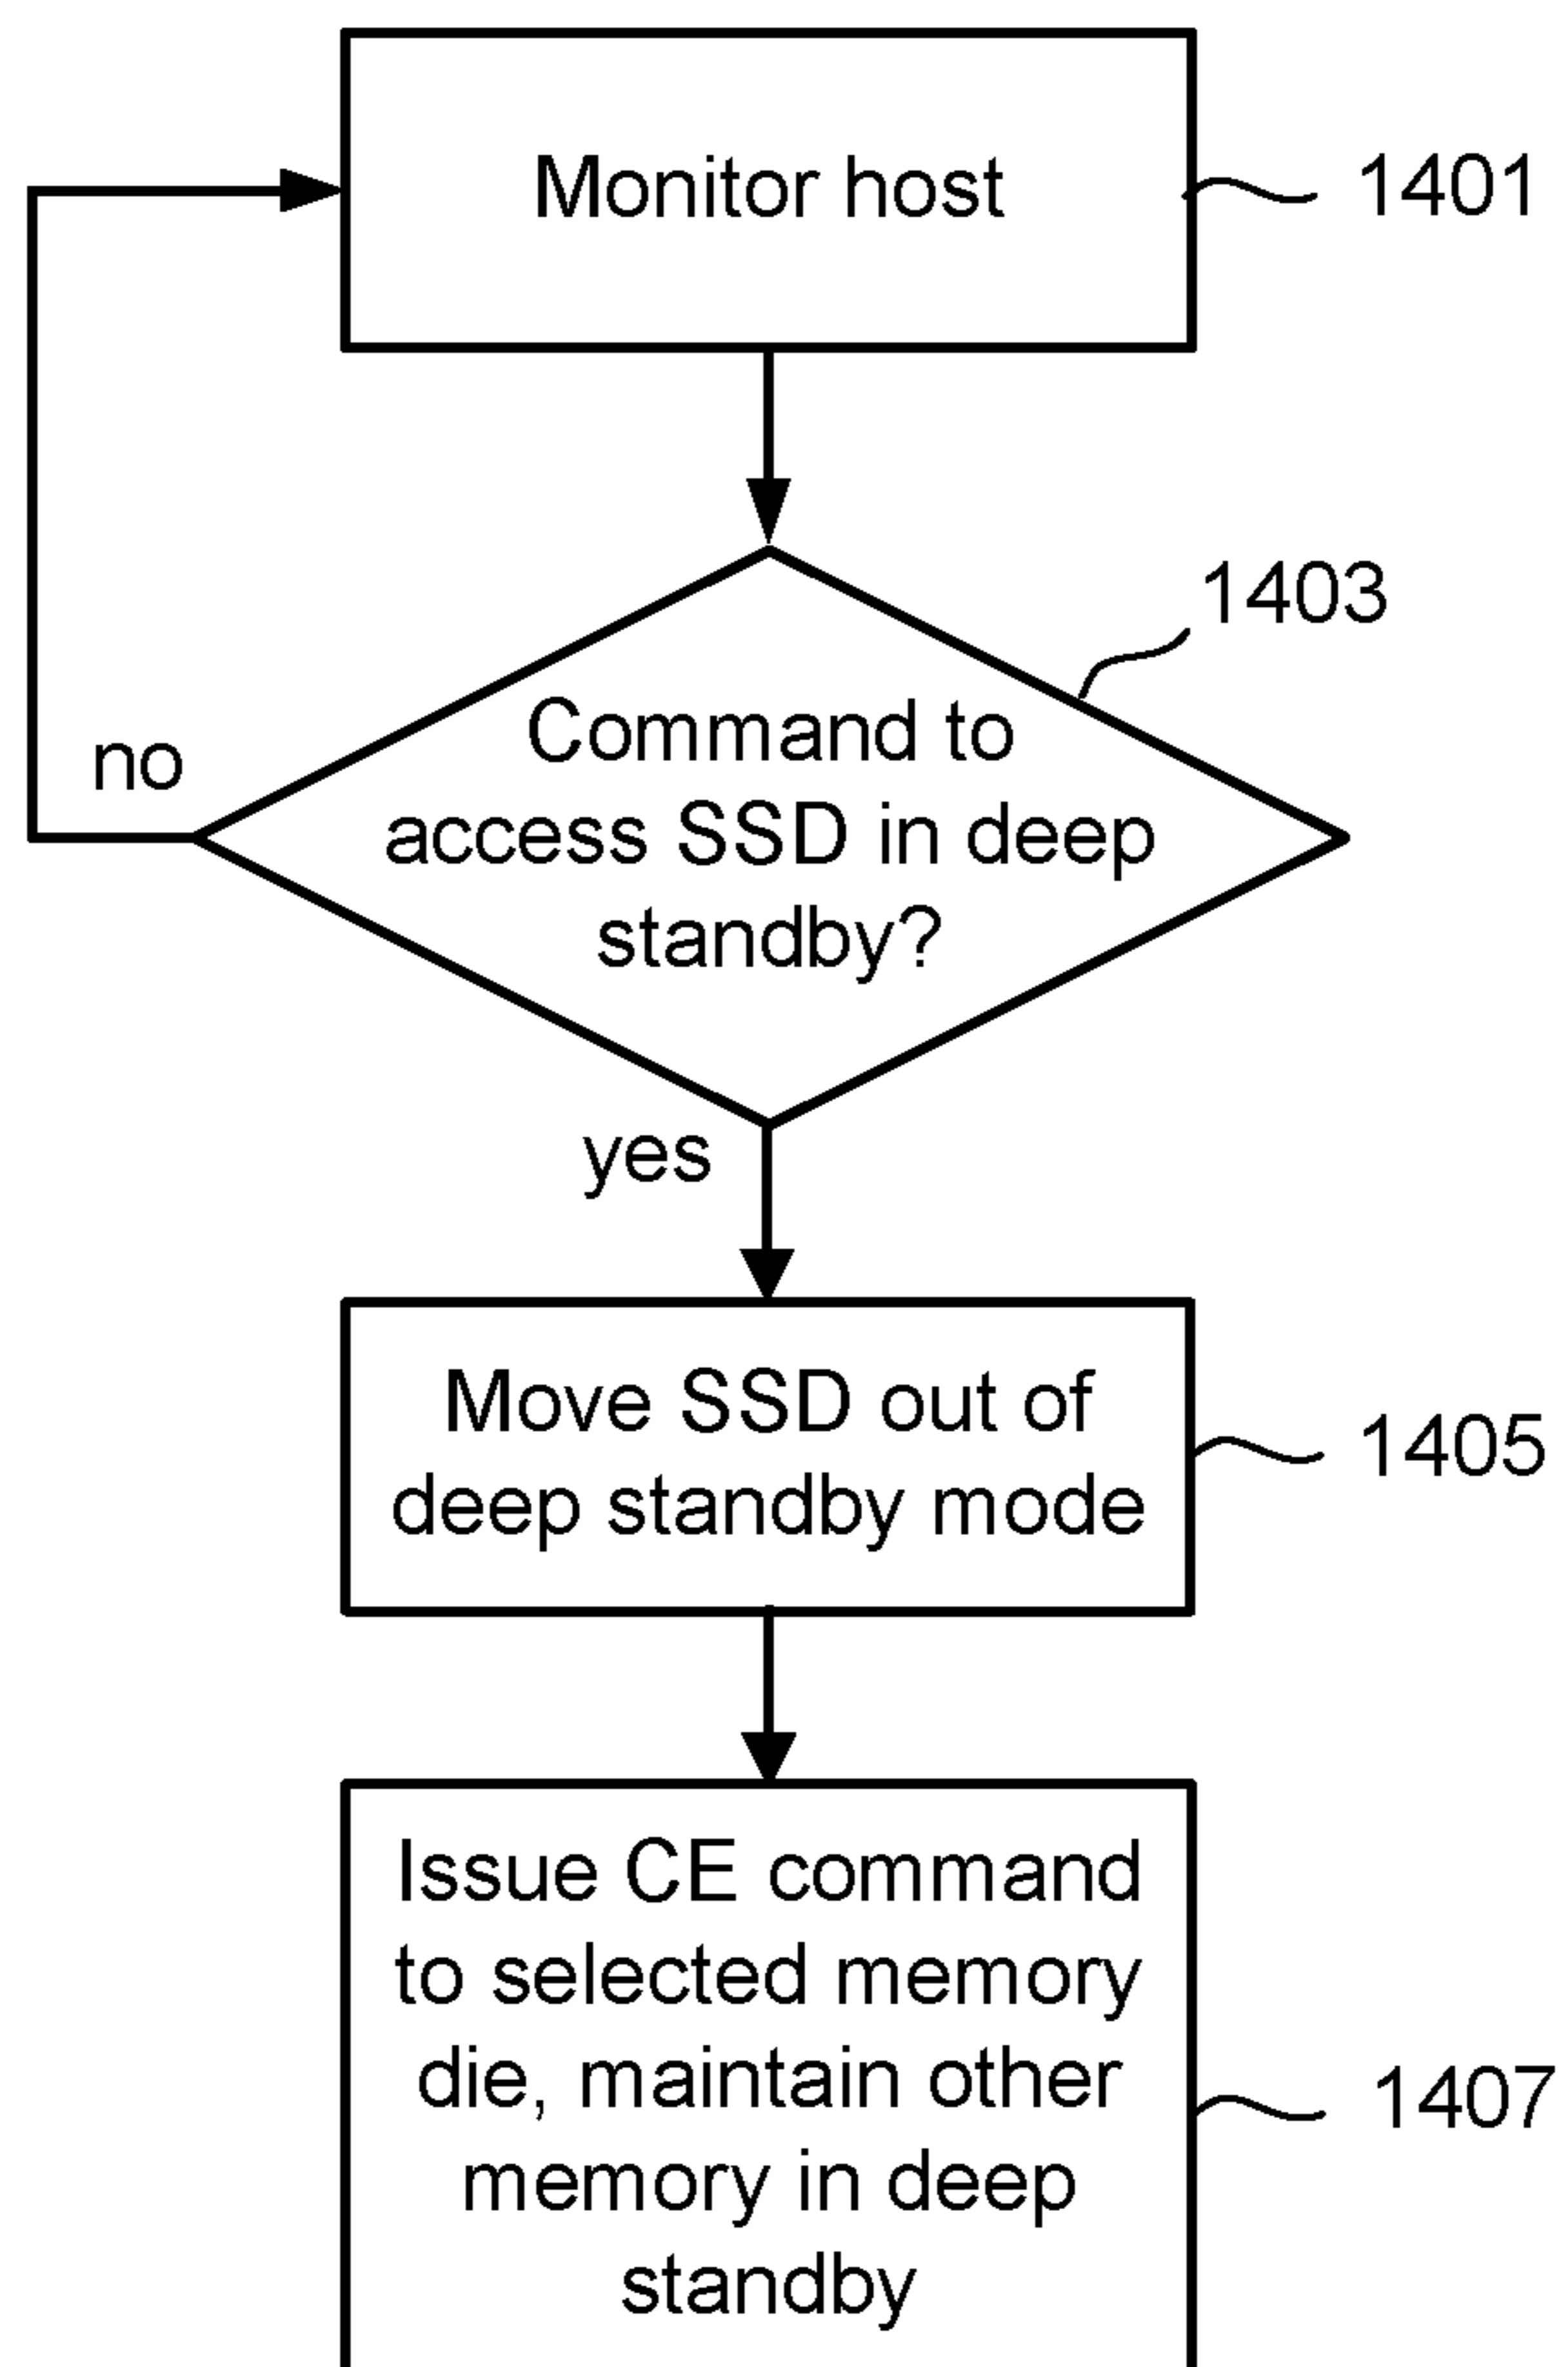 Monitor host
1401
1403
Command to
access SSD in deep
standby?
no
yes
Move SSD out of
deep standby mode
1405
Issue CE command
to selected memory
die, maintain other
memory in deep
standby
1407